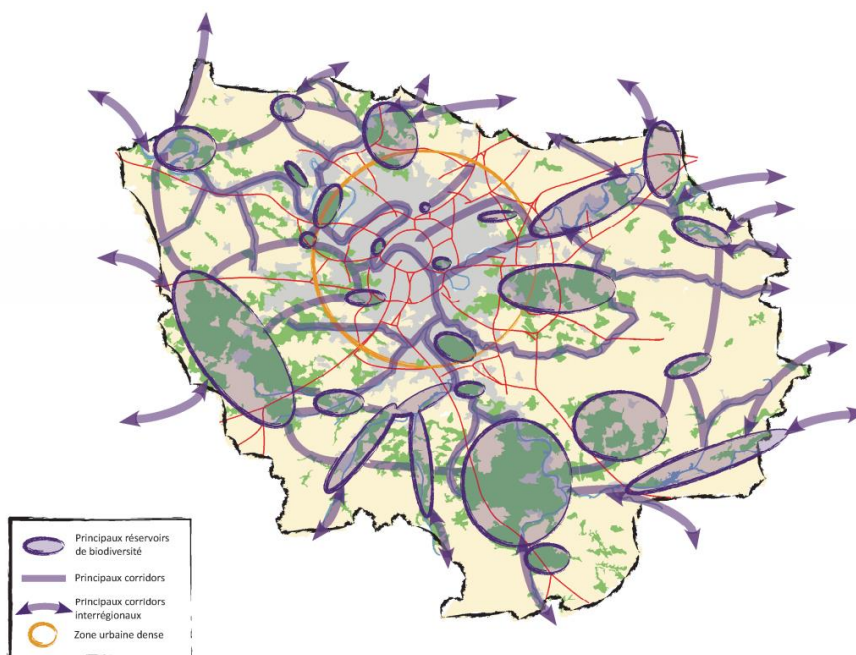 Principaux réservoirs
de biodiversité
Principaux corridors
Principaux corridors
interrégionaux
Zone urbaine dense